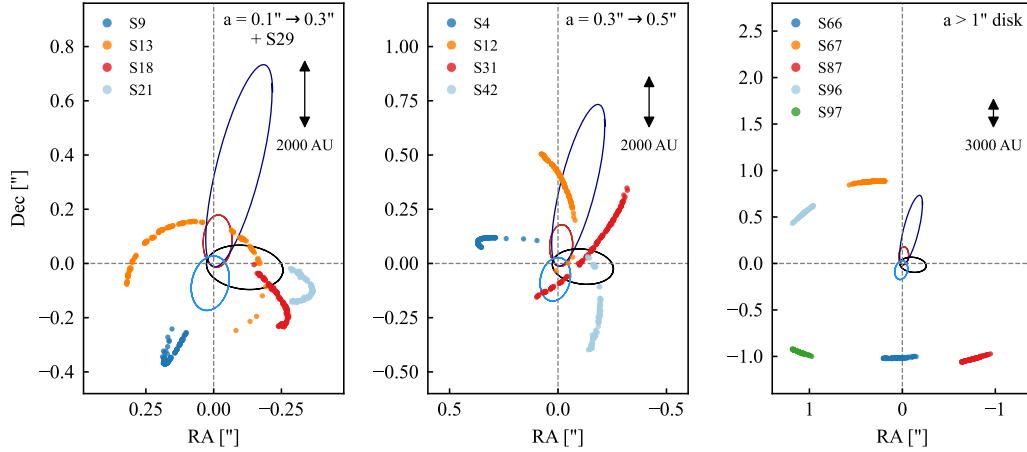 S9
S13
S18
S21
a = 0.1" → 0.3"
+ S29
2000 AU
0.8
0.6
0.4
0.2
0.0
−0.2
−0.4
Dec ["]
0.25
0.00
−0.25
RA ["]
S4
S12
S31
S42
a = 0.3" → 0.5"
2000 AU
1.00
0.75
0.50
0.25
0.00
−0.25
−0.50
0.5
0.0
−0.5
RA ["]
S66
S67
S87
S96
S97
a > 1" disk
3000 AU
2.5
2.0
1.5
1.0
0.5
0.0
−0.5
−1.0
1
0
−1
RA ["]